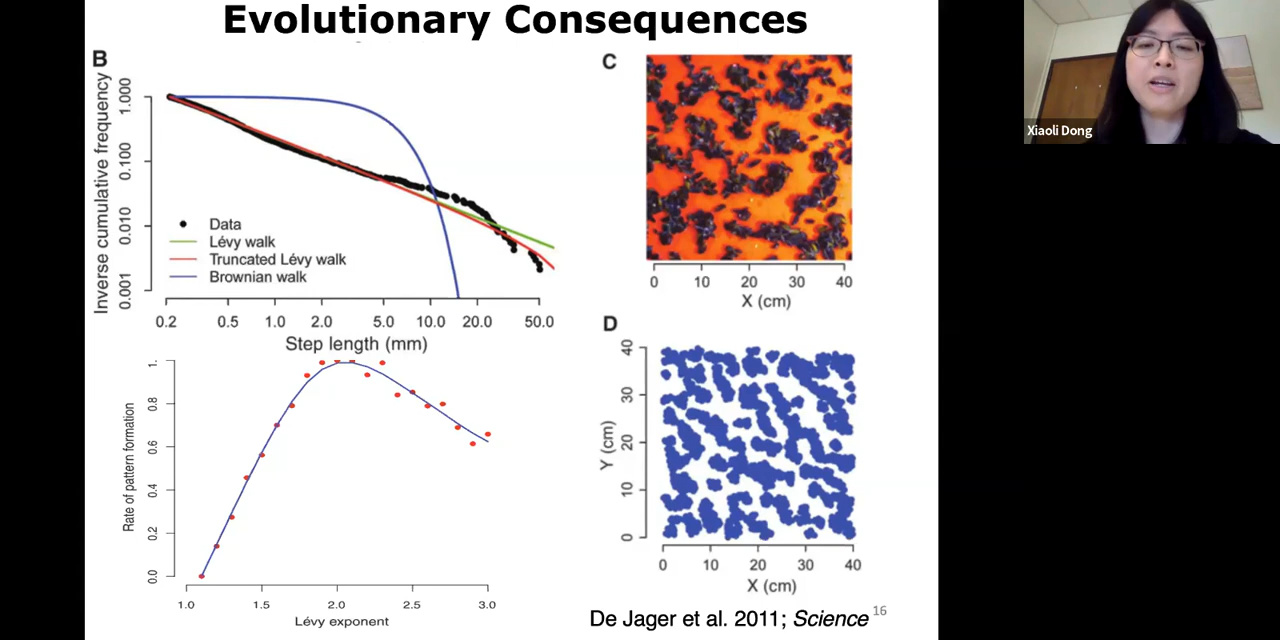 Evolutionary Consequences
B
Inverse cumulative frequency
1.000
0.100
0.010
0.001
Data
Lévy walk
Truncated Lévy walk
Brownian walk
0.2 0.5 1.0 2.0 5.0 10.0 20.0 50.0
Step length (mm)
Rate of pattern formation
1.
0.8
0.6
0.4
0.2
0.0
1.0 1.5 2.0 2.5 3.0
Lévy exponent
C
0 10 20 30 40
X (cm)
D
Y (cm)
40
30
20
10
0
0 10 20 30 40
X (cm)
De Jager et al. 2011; Science 16
Xiaoli Dong